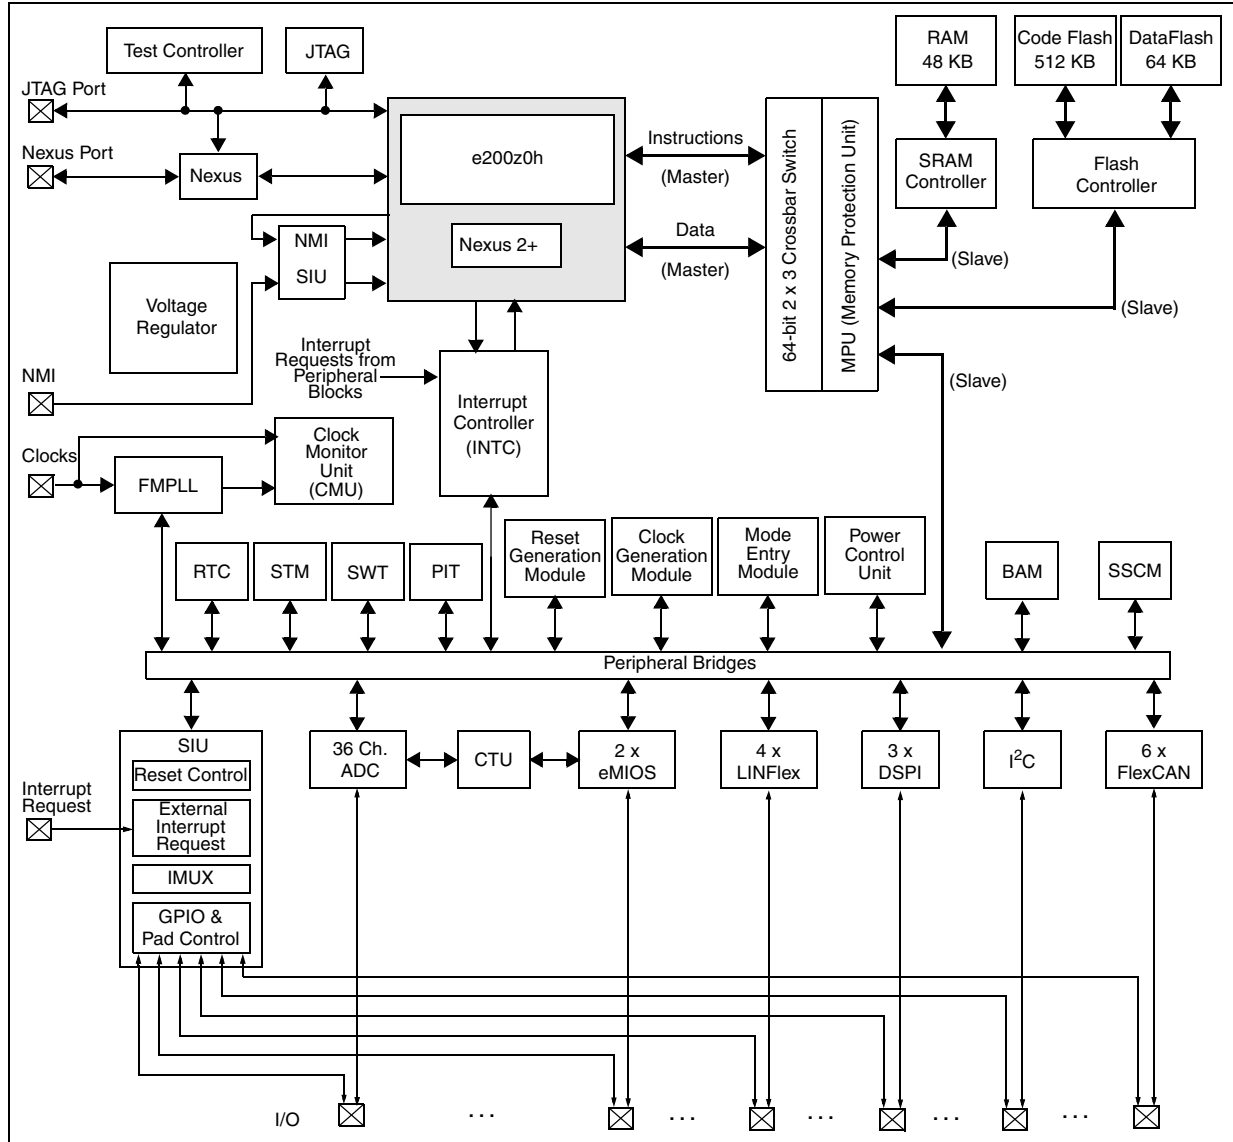 Test Controller
JTAG
RAM
48 KB
Code Flash
512 KB
DataFlash
64 KB
JTAG Port
Nexus Port
Nexus
e200z0h
Nexus 2+
Instructions
(Master)
Data
(Master)
64-bit 2 x 3 Crossbar Switch
MPU (Memory Protection Unit)
SRAM
Controller
Flash
Controller
(Slave)
(Slave)
(Slave)
NMI
SIU
Voltage
Regulator
NMI
Interrupt
Requests from
Peripheral
Blocks
Interrupt
Controller
(INTC)
Clocks
FMPLL
Clock
Monitor
Unit
(CMU)
RTC
STM
SWT
PIT
Reset
Generation
Module
Clock
Generation
Module
Mode
Entry
Module
Power
Control
Unit
BAM
SSCM
Peripheral Bridges
SIU
Reset Control
External
Interrupt
Request
IMUX
GPIO &
Pad Control
Interrupt
Request
36 Ch.
ADC
CTU
2 x
eMIOS
4 x
LINFlex
3 x
DSPI
I2C
6 x
FlexCAN
I/O
. . .
. . .
. . .
. . .
. . .